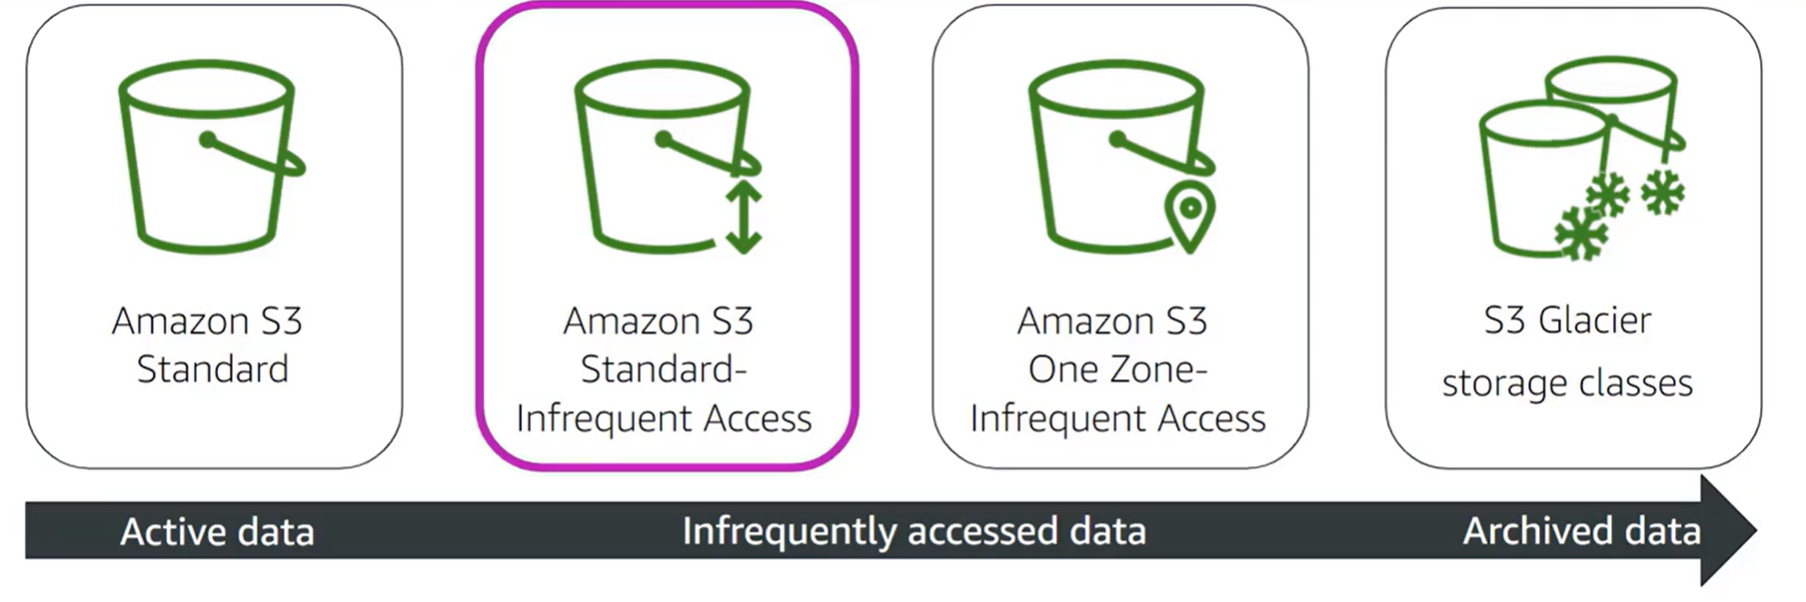 Amazon S3
Standard
Amazon S3
Standard-
Infrequent Access
Amazon S3
One Zone-
Infrequent Access
S3 Glacier
storage classes
Active data
Infrequently accessed data
Archived data